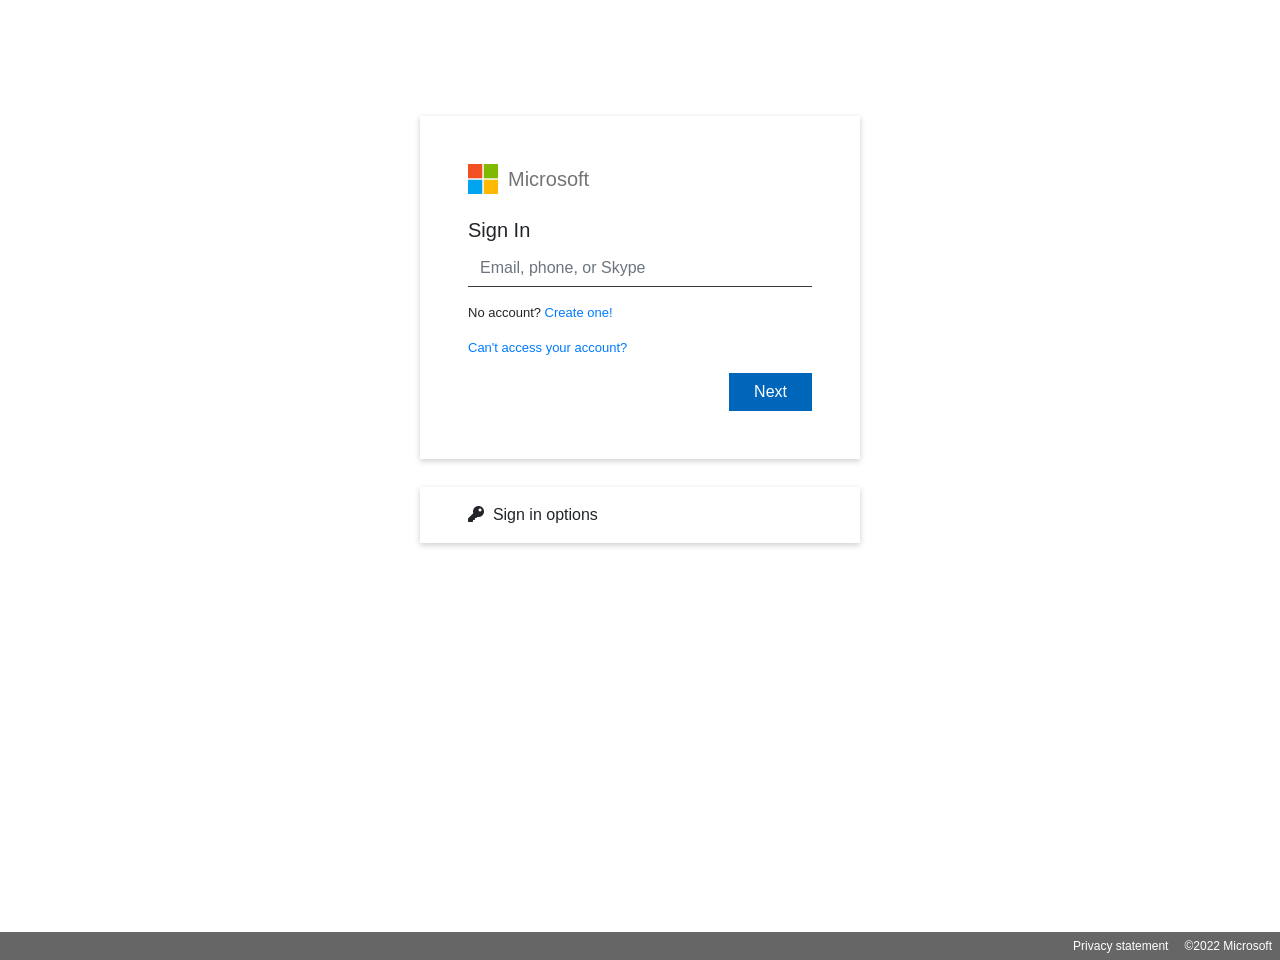 Microsoft
Sign In
Email, phone, or Skype
No account? Create one!
Can't access your account?
Next
Sign in options
Privacy statement ©2022 Microsoft